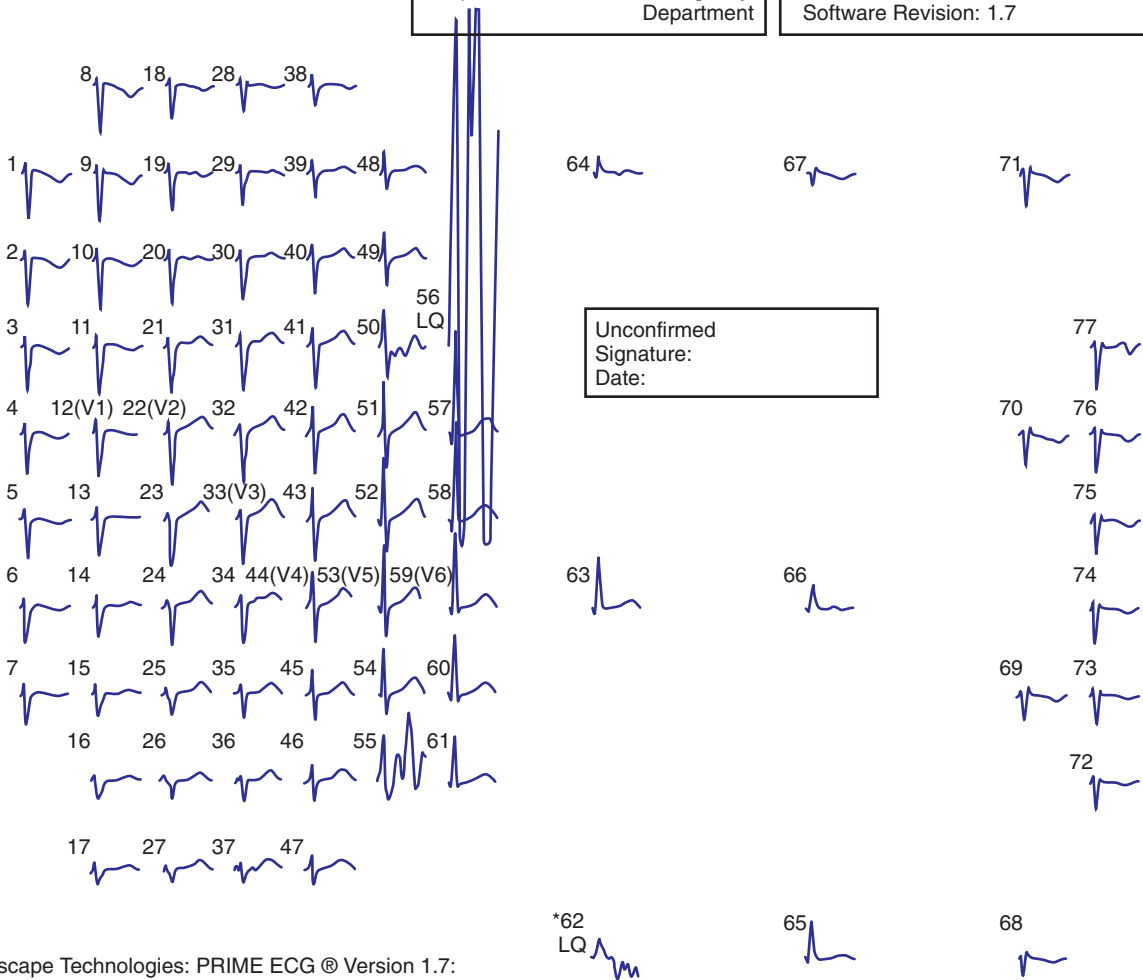 Department
Software Revision: 1.7
8 18 28 38
1 9 19 29 39 48 64 67 71
2 10 20 30 40 49
56
LQ
3 11 21 31 41 50 77
Unconfirmed
Signature:
Date:
4 12(V1) 22(V2) 32 42 51 57 70 76
5 13 23 33(V3) 43 52 58 75
6 14 24 34 44(V4) 53(V5) 59(V6) 63 66 74
7 15 25 35 45 54 60 69 73
16 26 36 46 55 61 72
17 27 37 47
*62 65 68
LQ
scape Technologies: PRIME ECG ® Version 1.7: